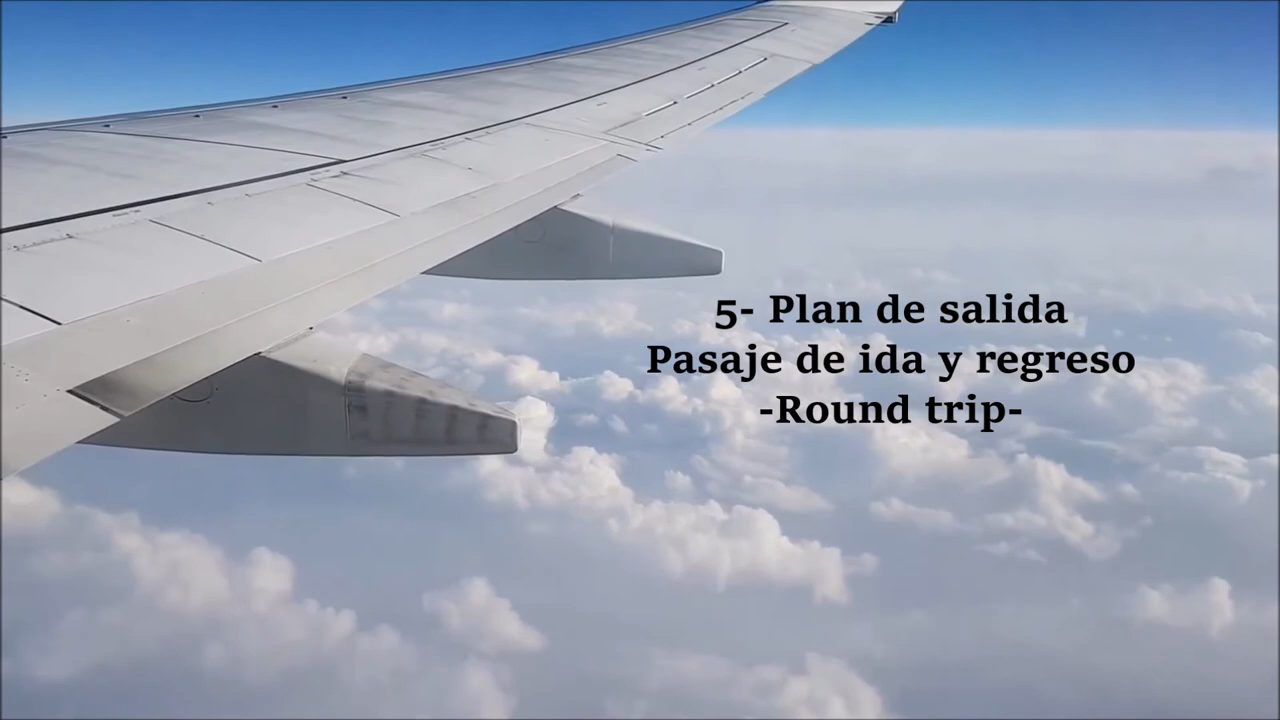 5- Plan de salida
Pasaje de ida y regreso
-Round trip-